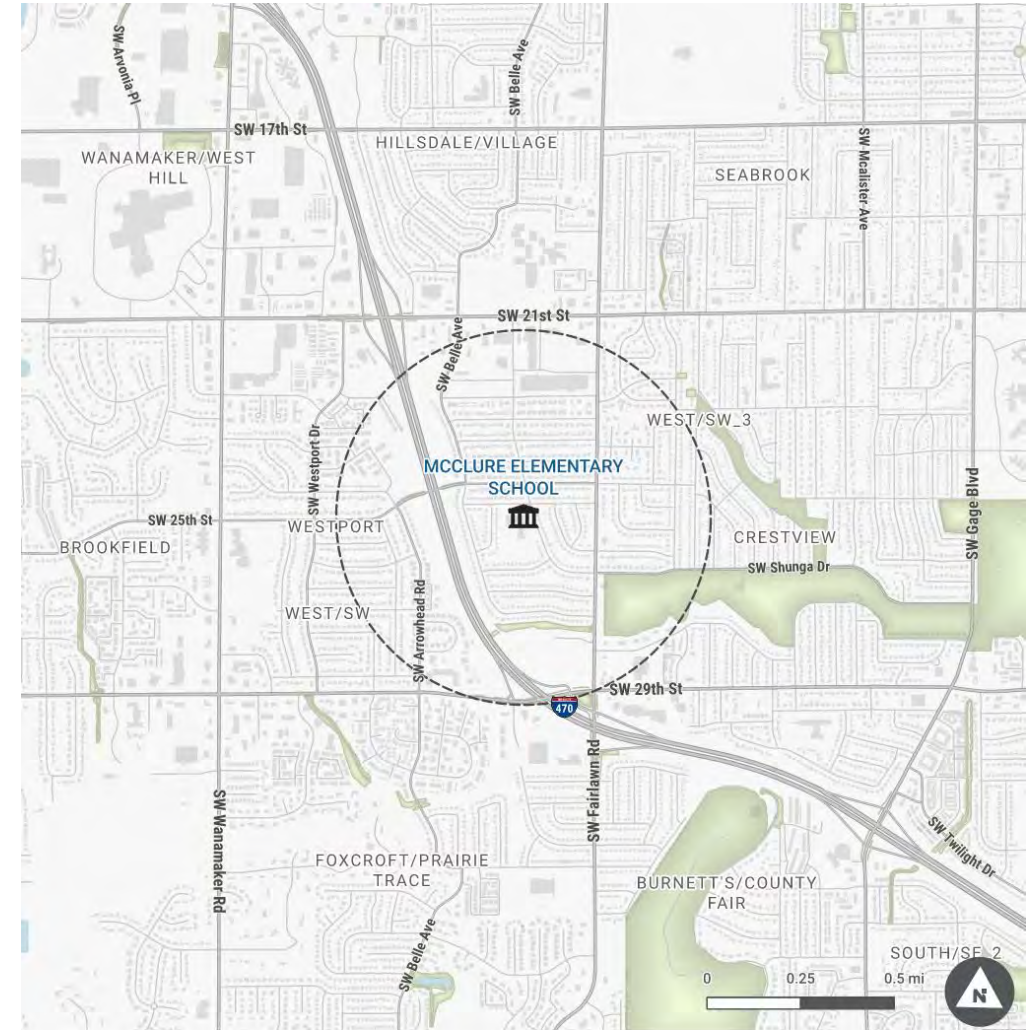 SW Arvonia Pl
SW Belle Ave
SW 17th St
HILLSDALE/VILLAGE
WANAMAKER/WEST
HILL
SEABROOK
SW Mcalister Ave
SW 21st St
SW Belle Ave
WEST/SW_3
SW Westport Dr
MCCLURE ELEMENTARY
SCHOOL
SW Gage Blvd
SW 25th St
WESTPORT
BROOKFIELD
CRESTVIEW
SW Shunga Dr
WEST/SW
SW Arrowhead Rd
SW 29th St
470
SW Fairlawn Rd
SW Wanamaker Rd
SW Twilight Dr
FOXCROFT/PRAIRIE
TRACE
BURNETT'S/COUNTY
FAIR
SW Belle Ave
SOUTH/SE_2
0 0.25 0.5 mi
N